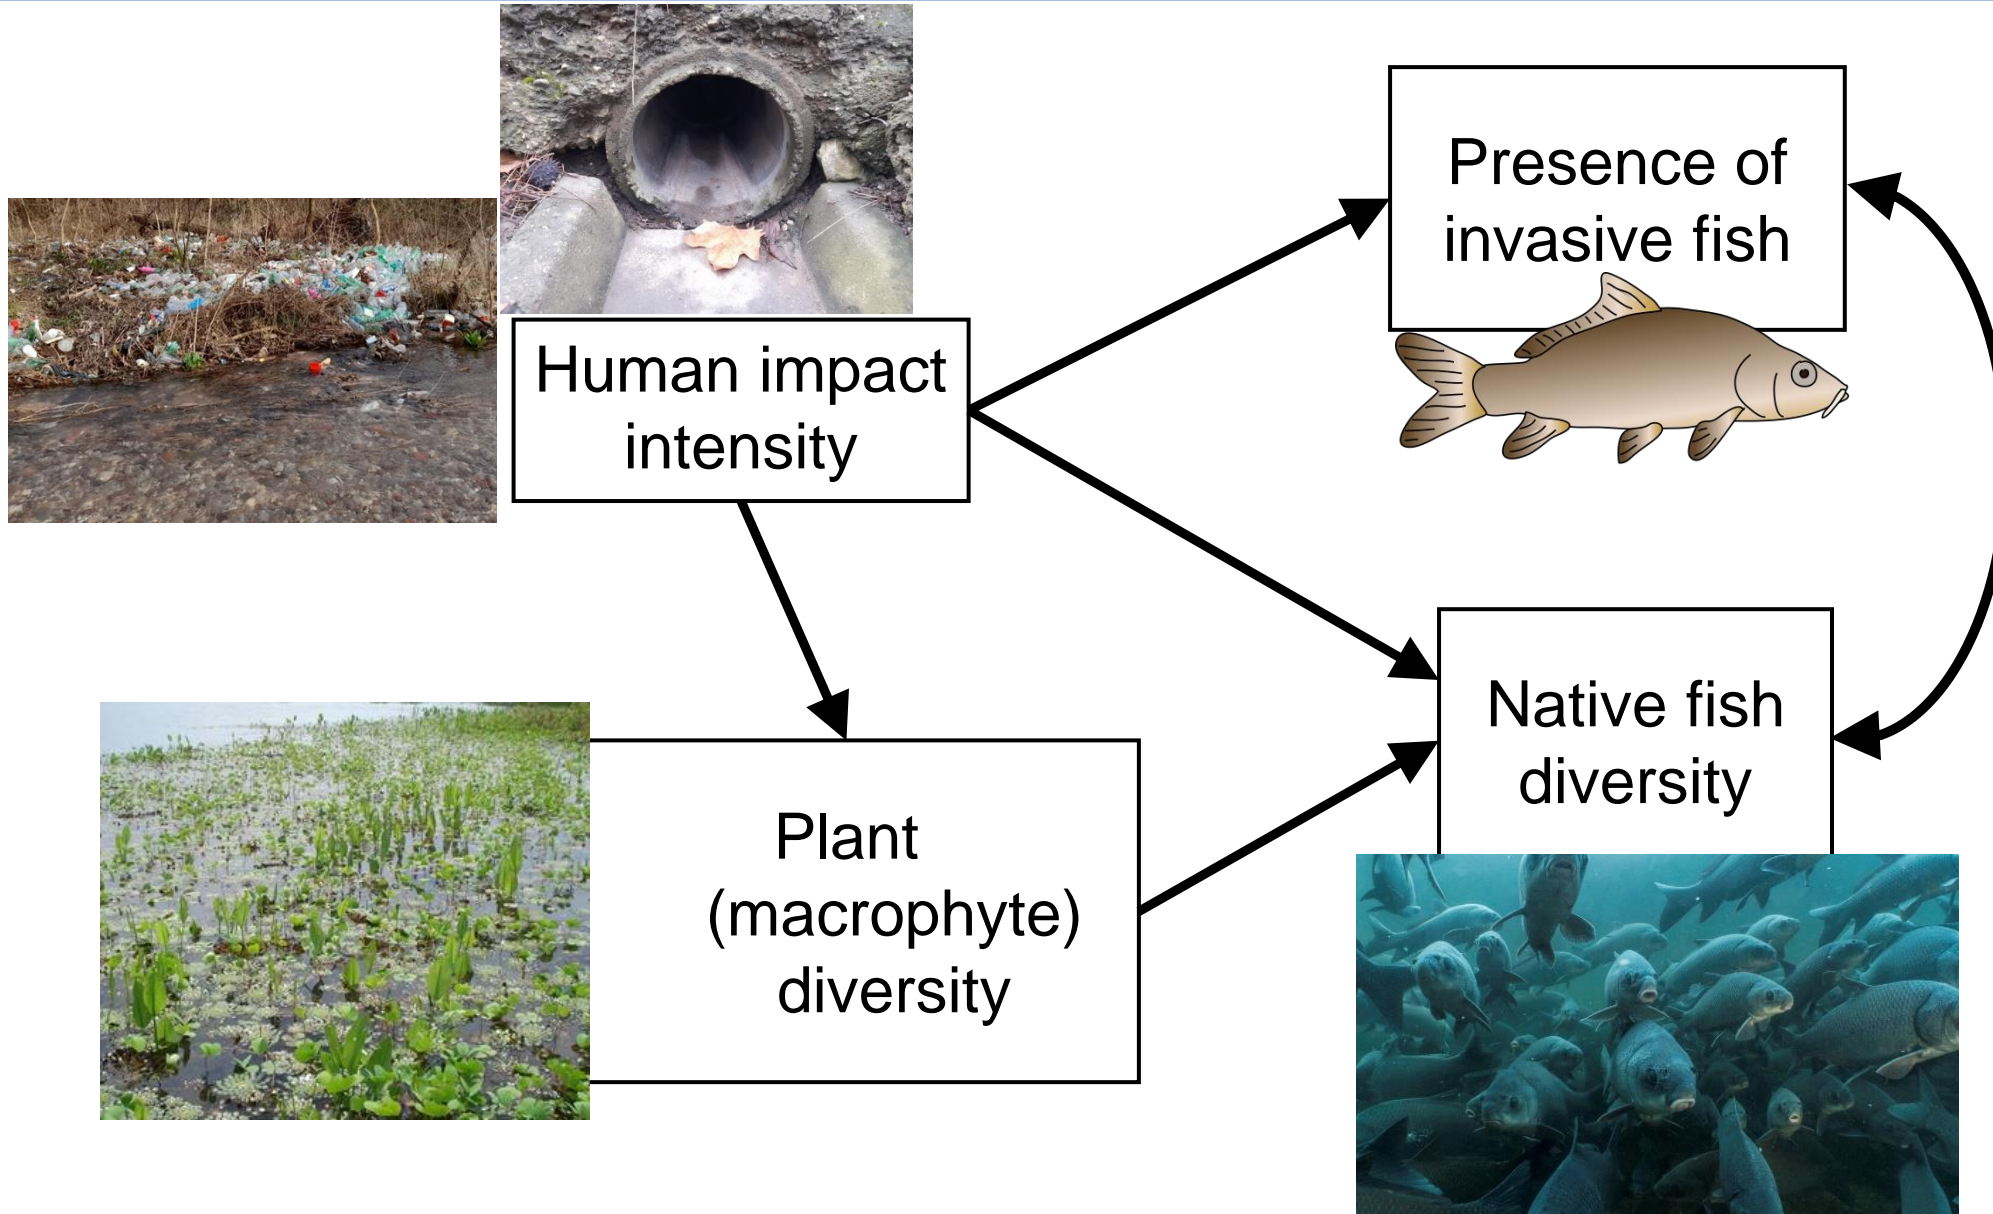 Presence of
invasive fish
Human impact
intensity
Native fish
diversity
Plant
(macrophyte)
diversity